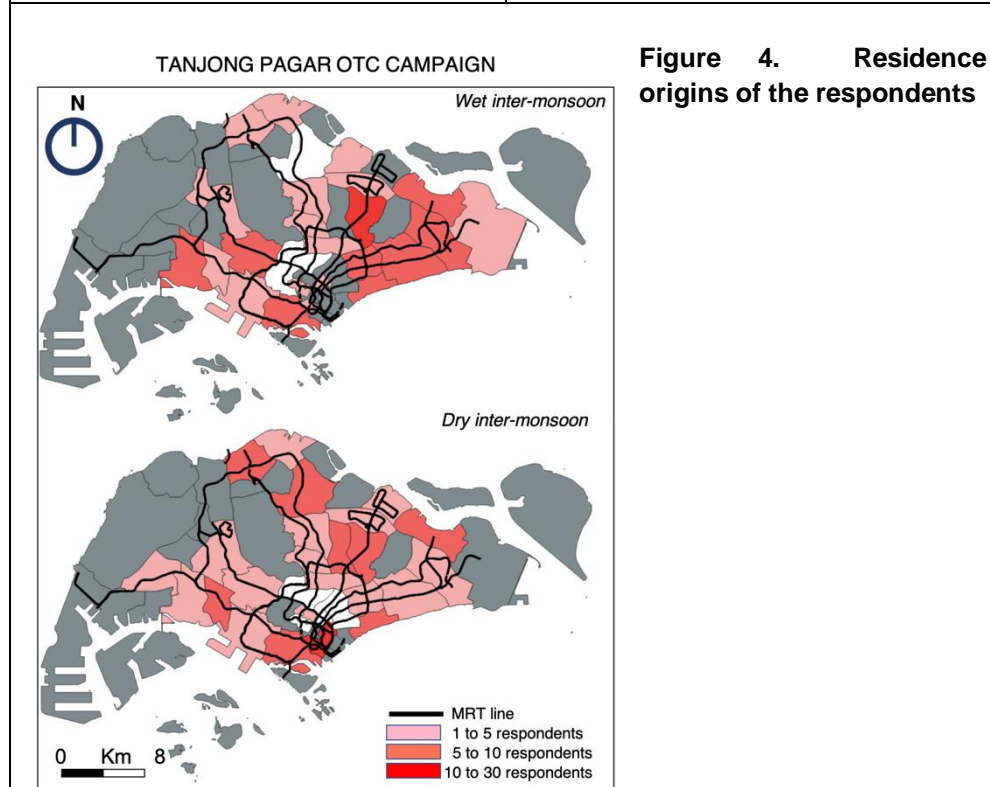 TANJONG PAGAR OTC CAMPAIGN
Figure 4. Residence
origins of the respondents
N
Wet inter-monsoon
Dry inter-monsoon
MRT line
1 to 5 respondents
5 to 10 respondents
10 to 30 respondents
0 Km 8